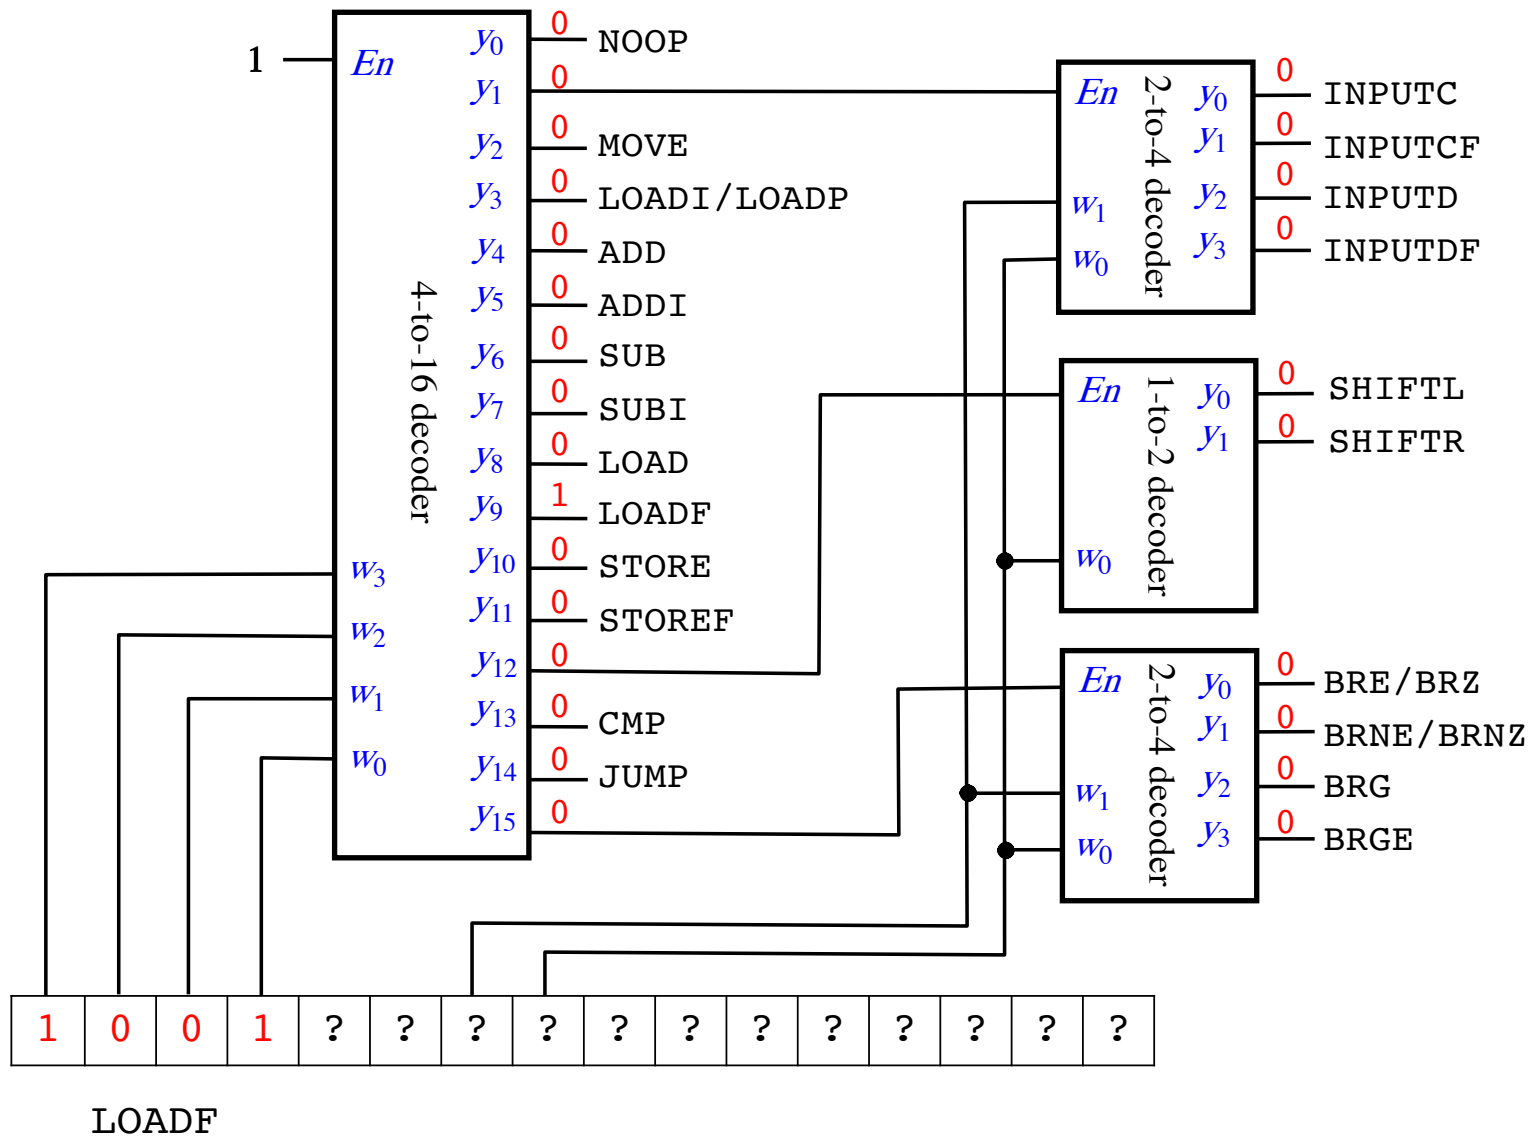 1
En
w3
w2
w1
w0
4-to-16 decoder
y0 0 NOOP
y1 0
y2 0 MOVE
y3 0 LOADI/LOADP
y4 0 ADD
y5 0 ADDI
y6 0 SUB
y7 0 SUBI
y8 0 LOAD
y9 1 LOADF
y10 0 STORE
y11 0 STOREF
y12 0
y13 0 CMP
y14 0 JUMP
y15 0
En
w1
w0
2-to-4 decoder
y0 0 INPUTC
y1 0 INPUTCF
y2 0 INPUTD
y3 0 INPUTDF
En
w0
1-to-2 decoder
y0 0 SHIFTL
y1 0 SHIFTR
En
w1
w0
2-to-4 decoder
y0 0 BRE/BRZ
y1 0 BRNE/BRNZ
y2 0 BRG
y3 0 BRGE
1 0 0 1 ? ? ? ? ? ? ? ? ? ? ? ?
LOADF